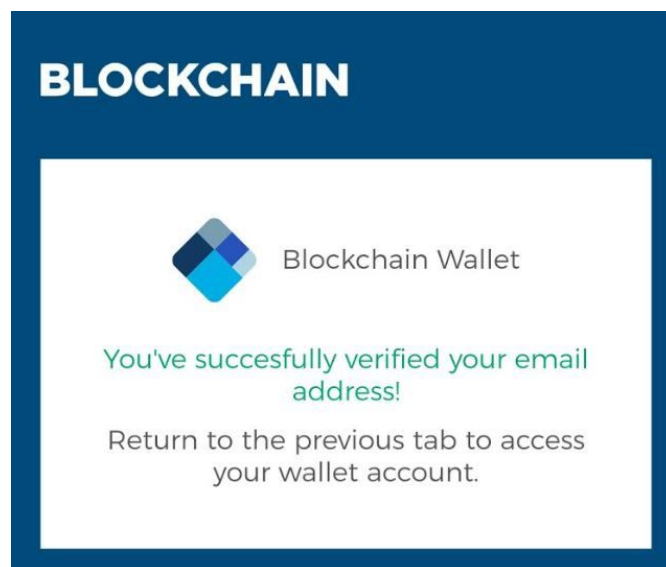 BLOCKCHAIN
Blockchain Wallet
You've succesfully verified your email
address!
Return to the previous tab to access
your wallet account.